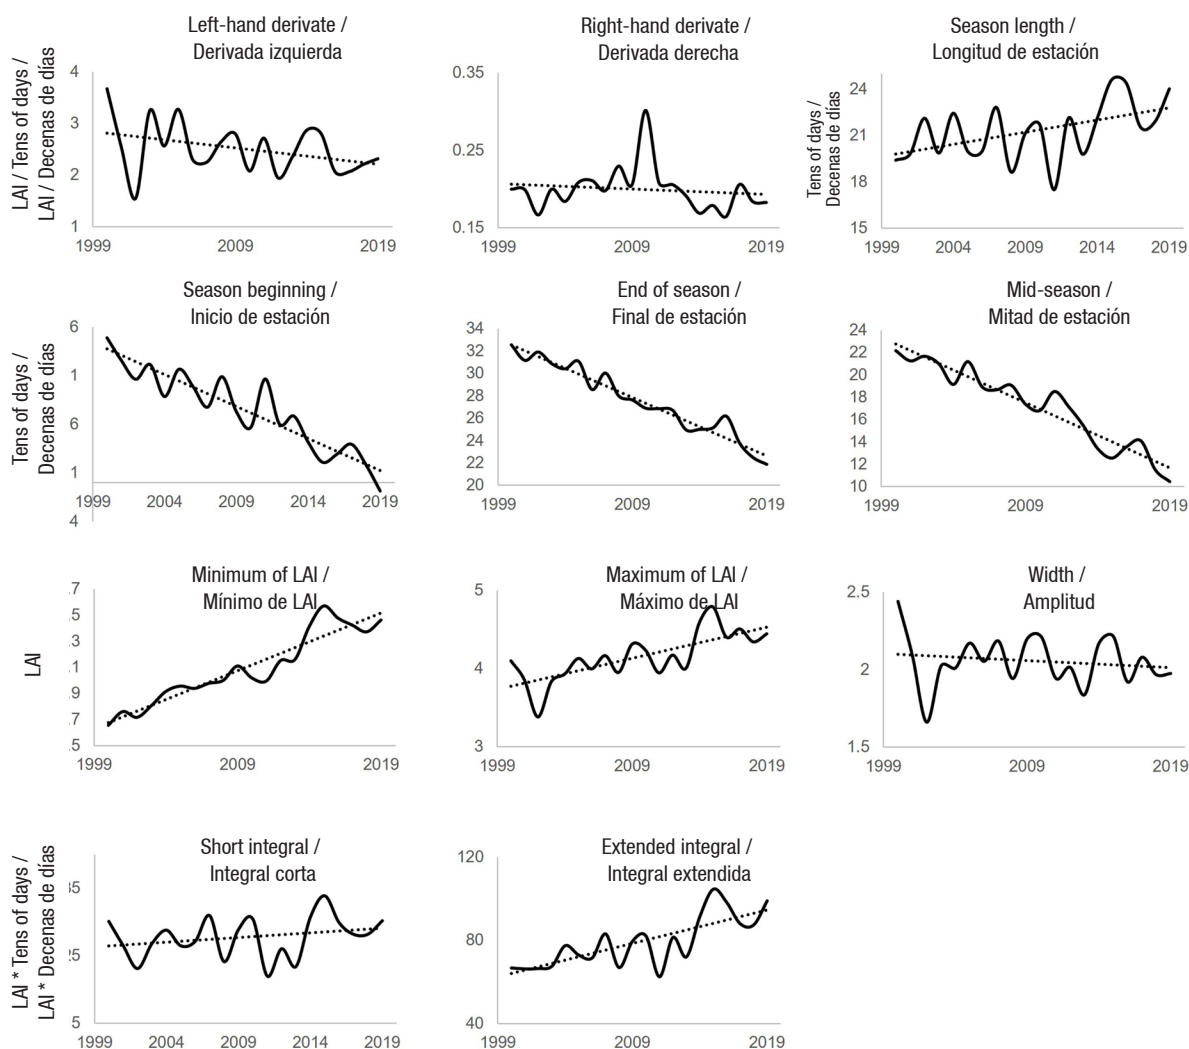 Left-hand derivate /
Derivada izquierda
LAI / Tens of days /
LAI / Decenas de días
4
3
2
1
1999
2009
2019
Right-hand derivate /
Derivada derecha
0.35
0.25
0.15
1999
2009
2019
Season length /
Longitud de estación
Tens of days /
Decenas de días
24
21
18
15
1999
2004
2009
2014
2019
Season beginning /
Inicio de estación
Tens of days /
Decenas de días
6
1
6
1
4
1999
2004
2009
2014
2019
End of season /
Final de estación
34
32
30
28
26
24
22
20
1999
2009
2019
Mid-season /
Mitad de estación
24
22
20
18
16
14
12
10
1999
2009
2019
Minimum of LAI /
Mínimo de LAI
LAI
.7
.5
.3
.1
.9
.7
.5
1999
2009
2019
Maximum of LAI /
Máximo de LAI
5
4
3
1999
2009
2019
Width /
Amplitud
2.5
2
1.5
1999
2009
2019
Short integral /
Integral corta
LAI * Tens of days /
LAI * Decenas de días
35
25
5
1999
2004
2009
2014
2019
Extended integral /
Integral extendida
120
80
40
1999
2009
2019